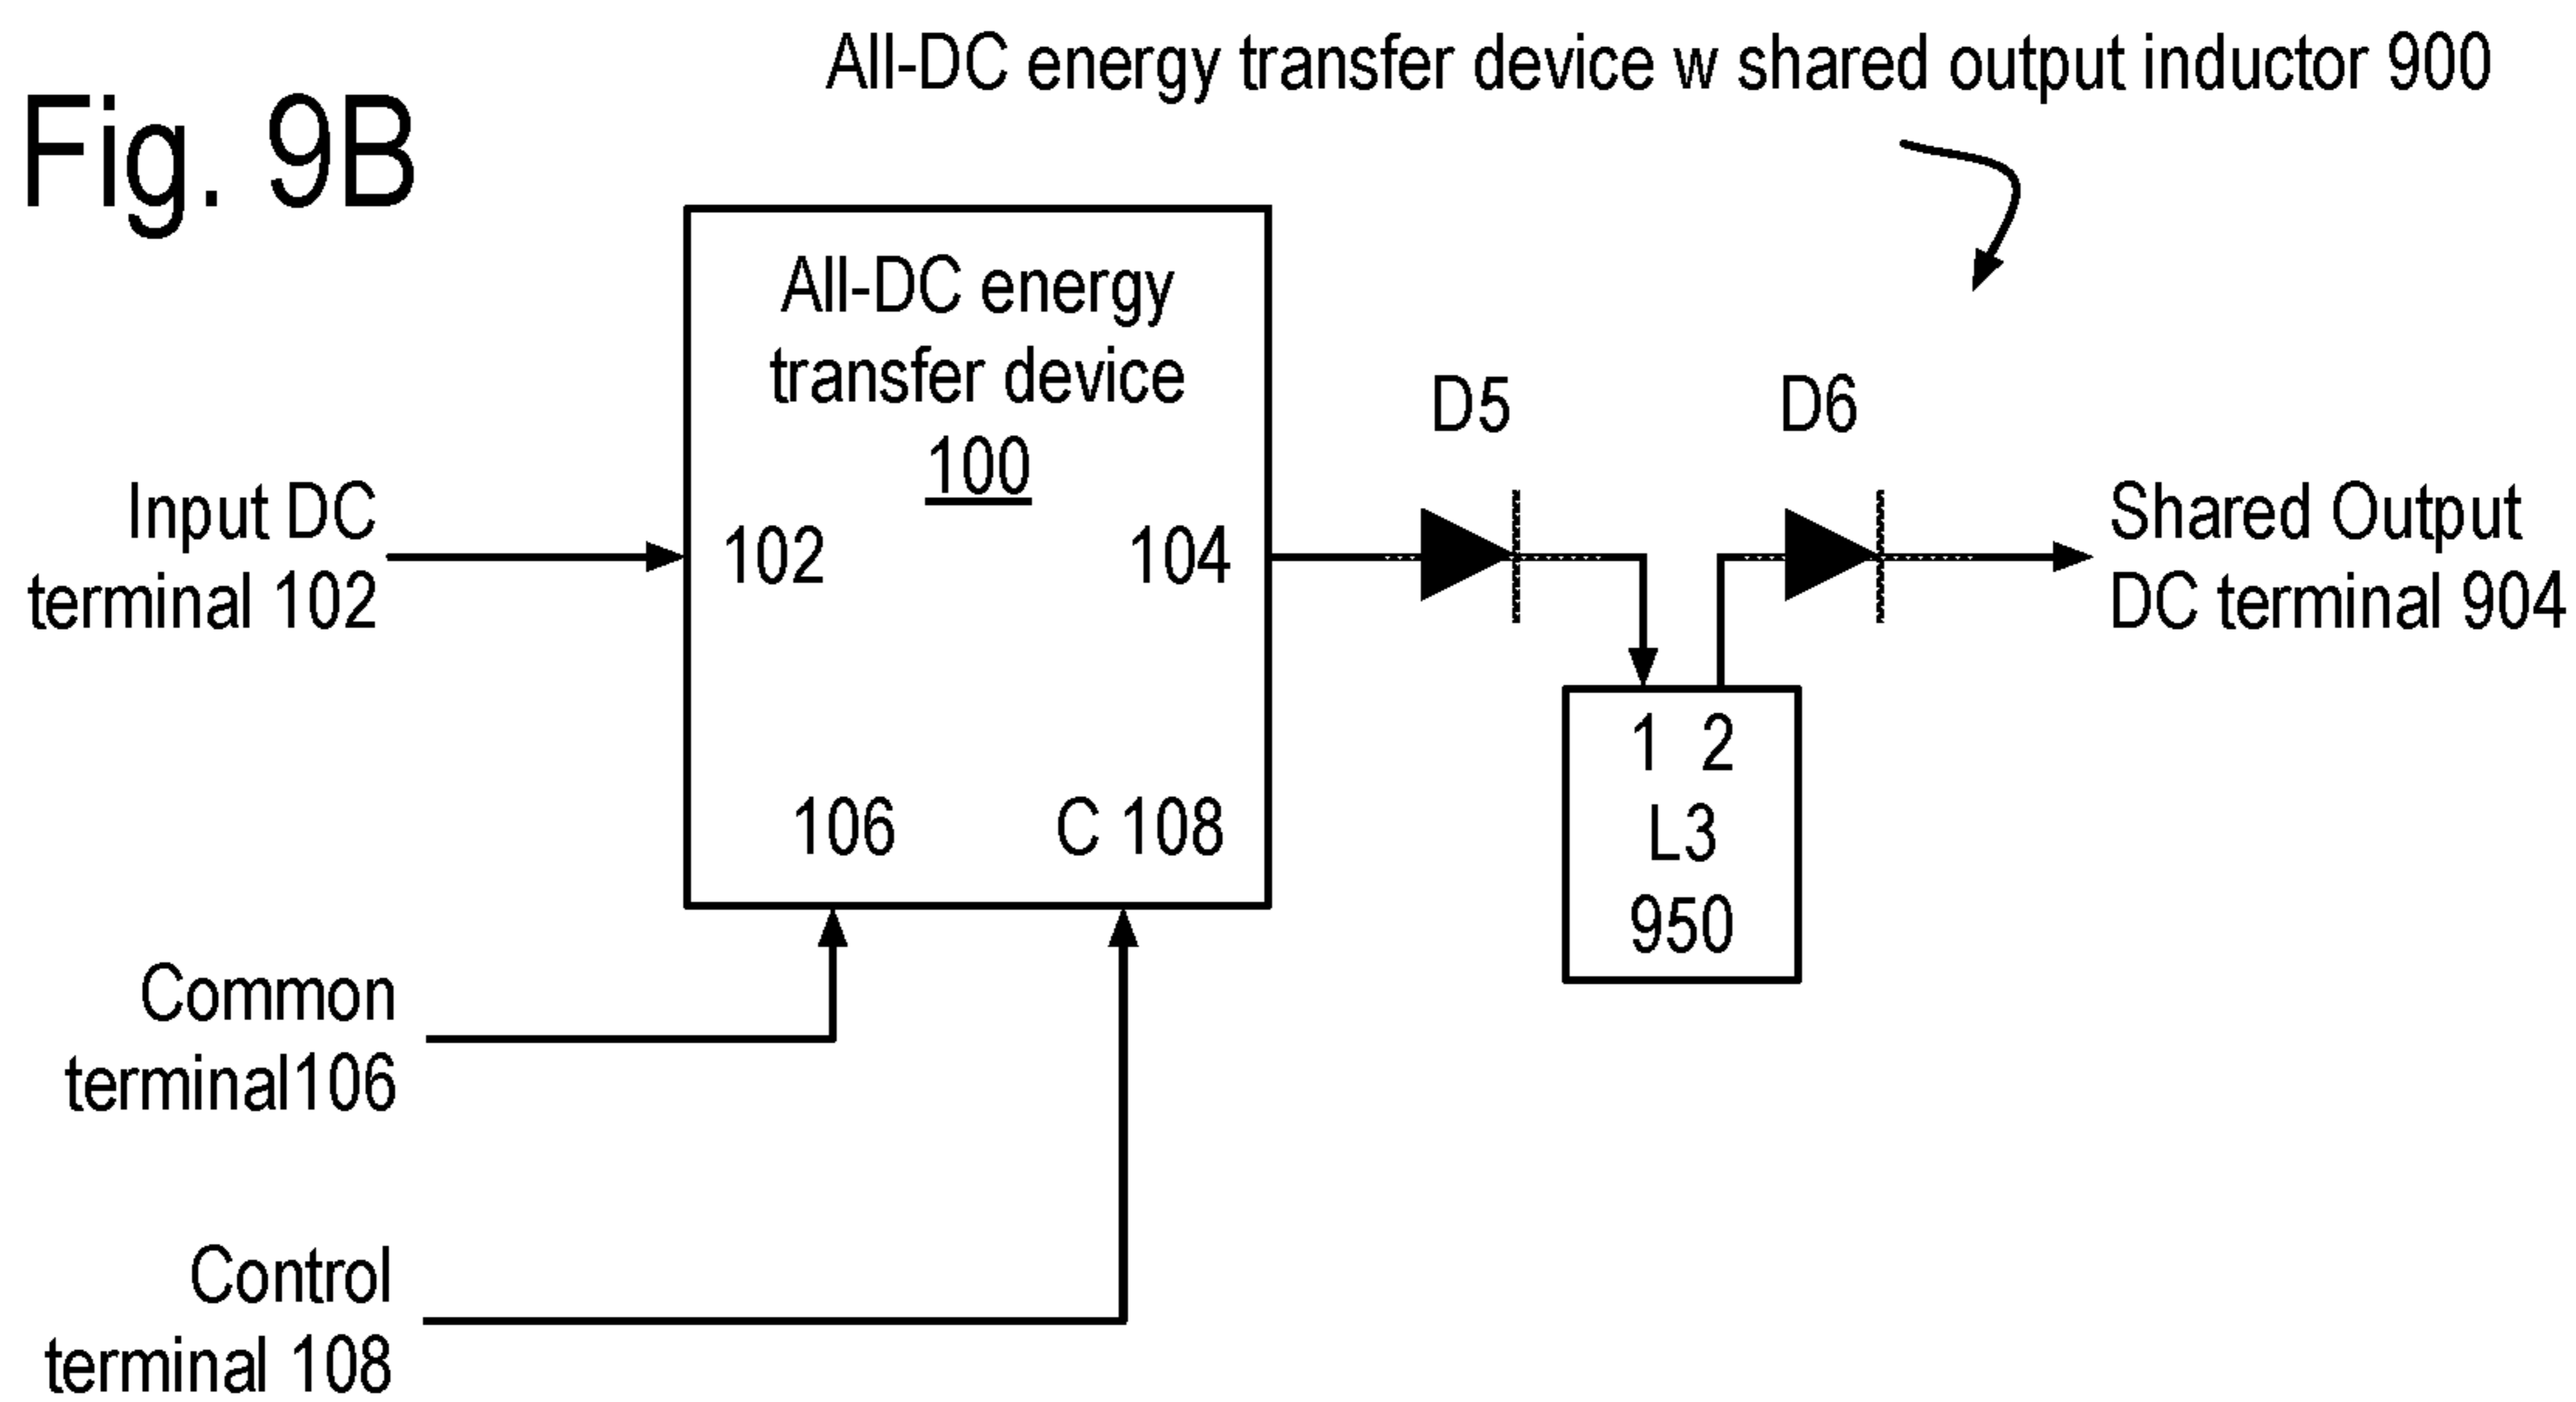 All-DC energy transfer device w shared output inductor 900
Fig. 9B
All-DC energy
transfer device
100
Input DC
terminal 102
102
104
106
C 108
D5
D6
Shared Output
DC terminal 904
1 2
L3
950
Common
terminal106
Control
terminal 108